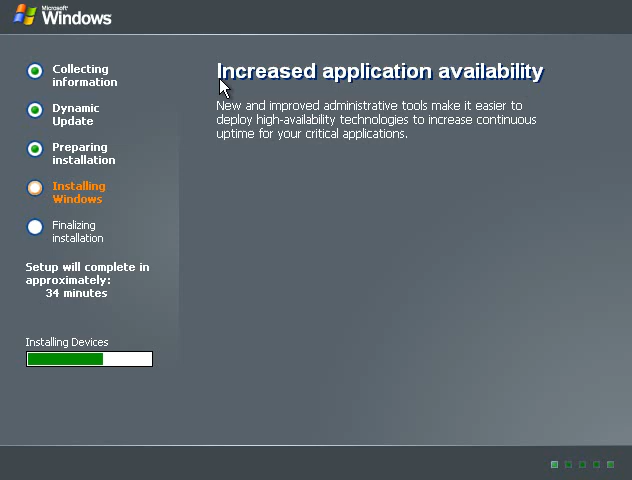 Microsoft
Windows
Collecting
information
Dynamic
Update
Preparing
installation
Installing
Windows
Finalizing
installation
Setup will complete in
approximately:
34 minutes
Installing Devices
Increased application availability
New and improved administrative tools make it easier to
deploy high-availability technologies to increase continuous
uptime for your critical applications.